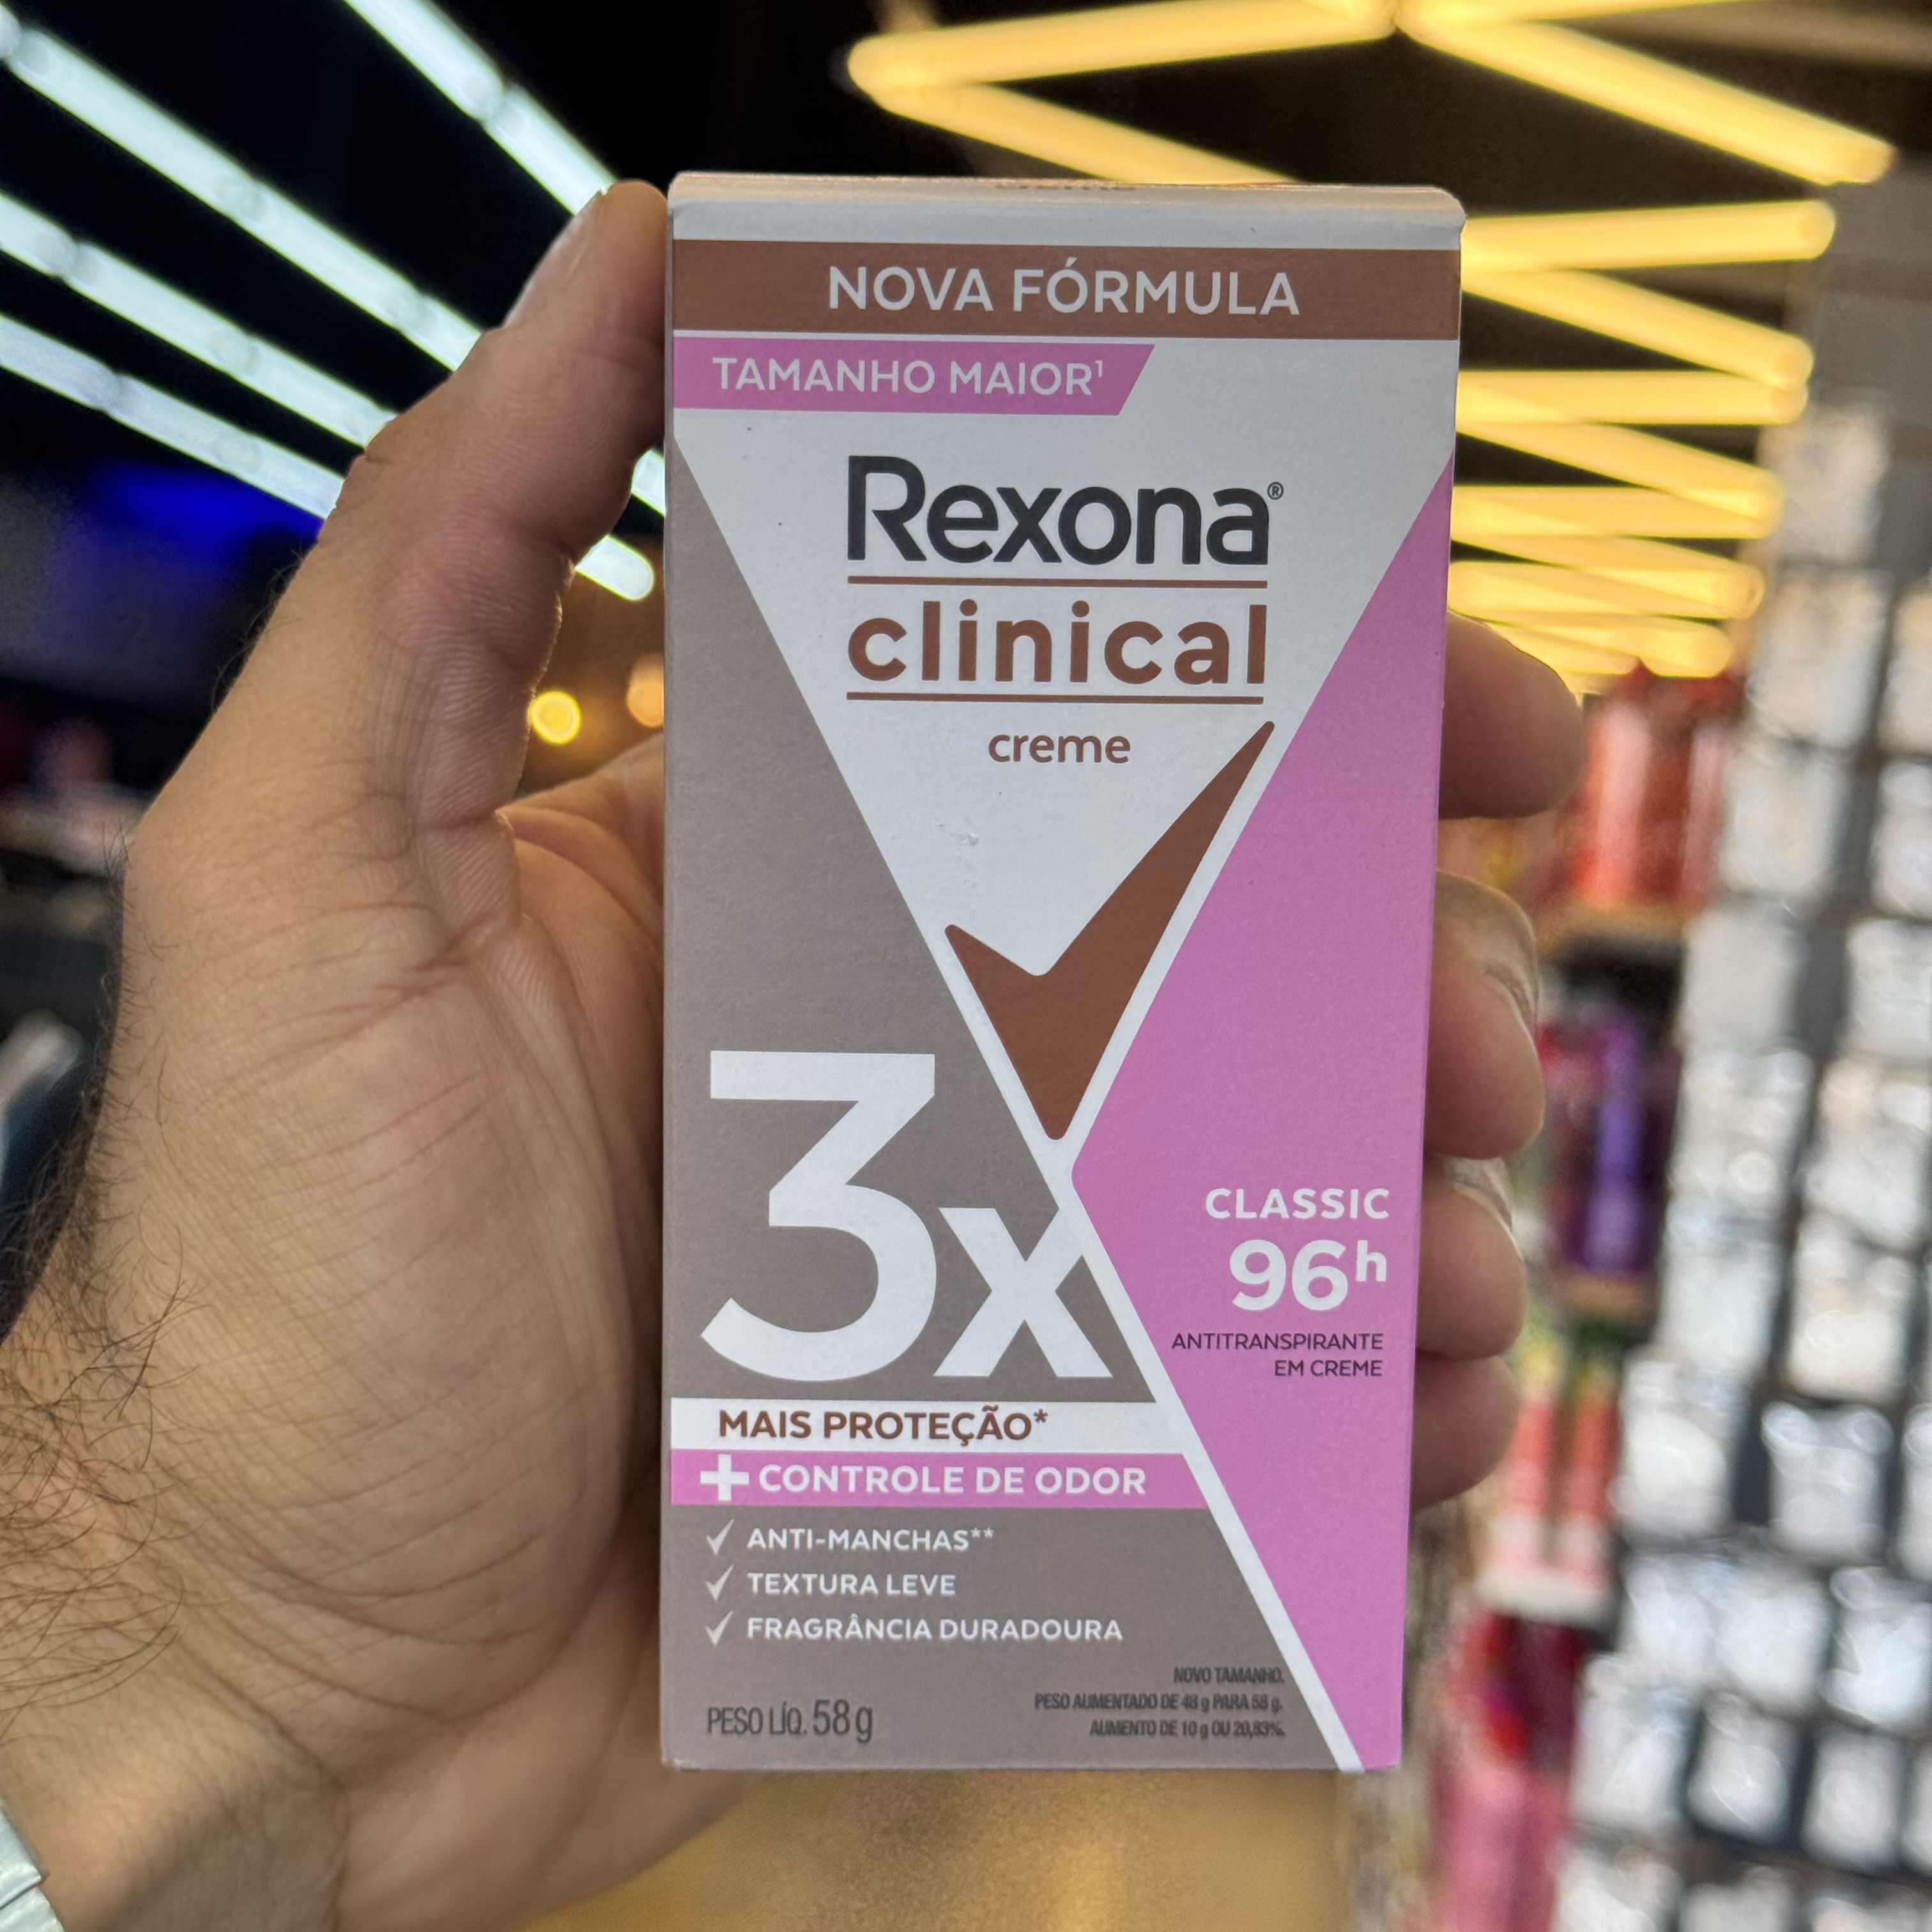 NOVA FÓRMULA
TAMANHO MAIOR¹
Rexona®
clinical
creme
3x
MAIS PROTEÇÃO*
+ CONTROLE DE ODOR
✓ ANTI-MANCHAS**
✓ TEXTURA LEVE
✓ FRAGRÂNCIA DURADOURA
PESO LÍQ. 58g
CLASSIC
96h
ANTITRANSPIRANTE
EM CREME
NOVO TAMANHO.
PESO AUMENTADO DE 48 g PARA 58 g.
AUMENTO DE 10 g OU 20,83%.